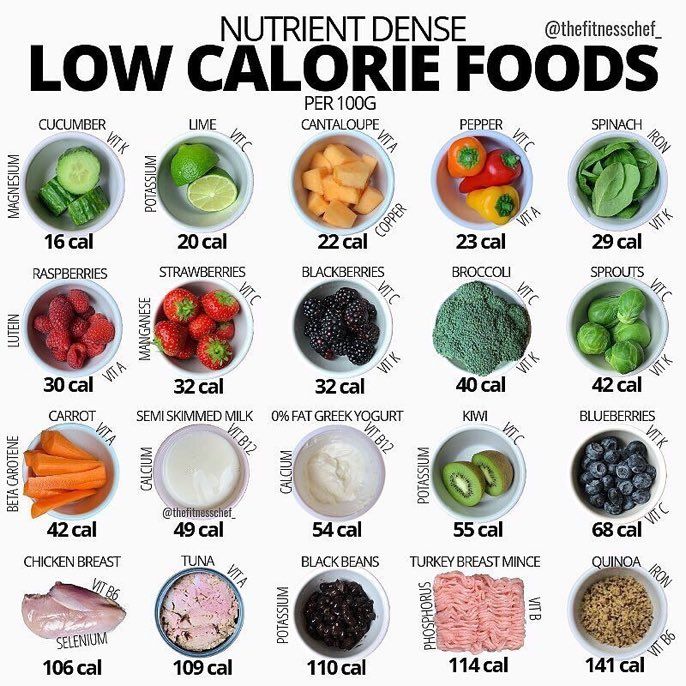 NUTRIENT DENSE
@thefitnesschef_
LOW CALORIE FOODS
PER 100G
CUCUMBER
MAGNESIUM
VIT K
16 cal
LIME
POTASSIUM
VIT C
20 cal
CANTALOUPE
VIT A
COPPER
22 cal
PEPPER
VIT C
VIT A
23 cal
SPINACH
IRON
VIT K
29 cal
RASPBERRIES
LUTEIN
VIT A
30 cal
STRAWBERRIES
MANGANESE
VIT C
32 cal
BLACKBERRIES
VIT C
VIT K
32 cal
BROCCOLI
VIT C
VIT K
40 cal
SPROUTS
VIT C
VIT K
42 cal
CARROT
BETA CAROTENE
VIT A
42 cal
SEMI SKIMMED MILK
CALCIUM
VIT B12
@thefitnesschef_
49 cal
0% FAT GREEK YOGURT
CALCIUM
VIT B12
54 cal
KIWI
POTASSIUM
VIT C
55 cal
BLUEBERRIES
VIT K
VIT C
68 cal
CHICKEN BREAST
VIT B6
SELENIUM
106 cal
TUNA
VIT A
109 cal
BLACK BEANS
POTASSIUM
110 cal
TURKEY BREAST MINCE
PHOSPHORUS
VIT B
114 cal
QUINOA
IRON
VIT B6
141 cal